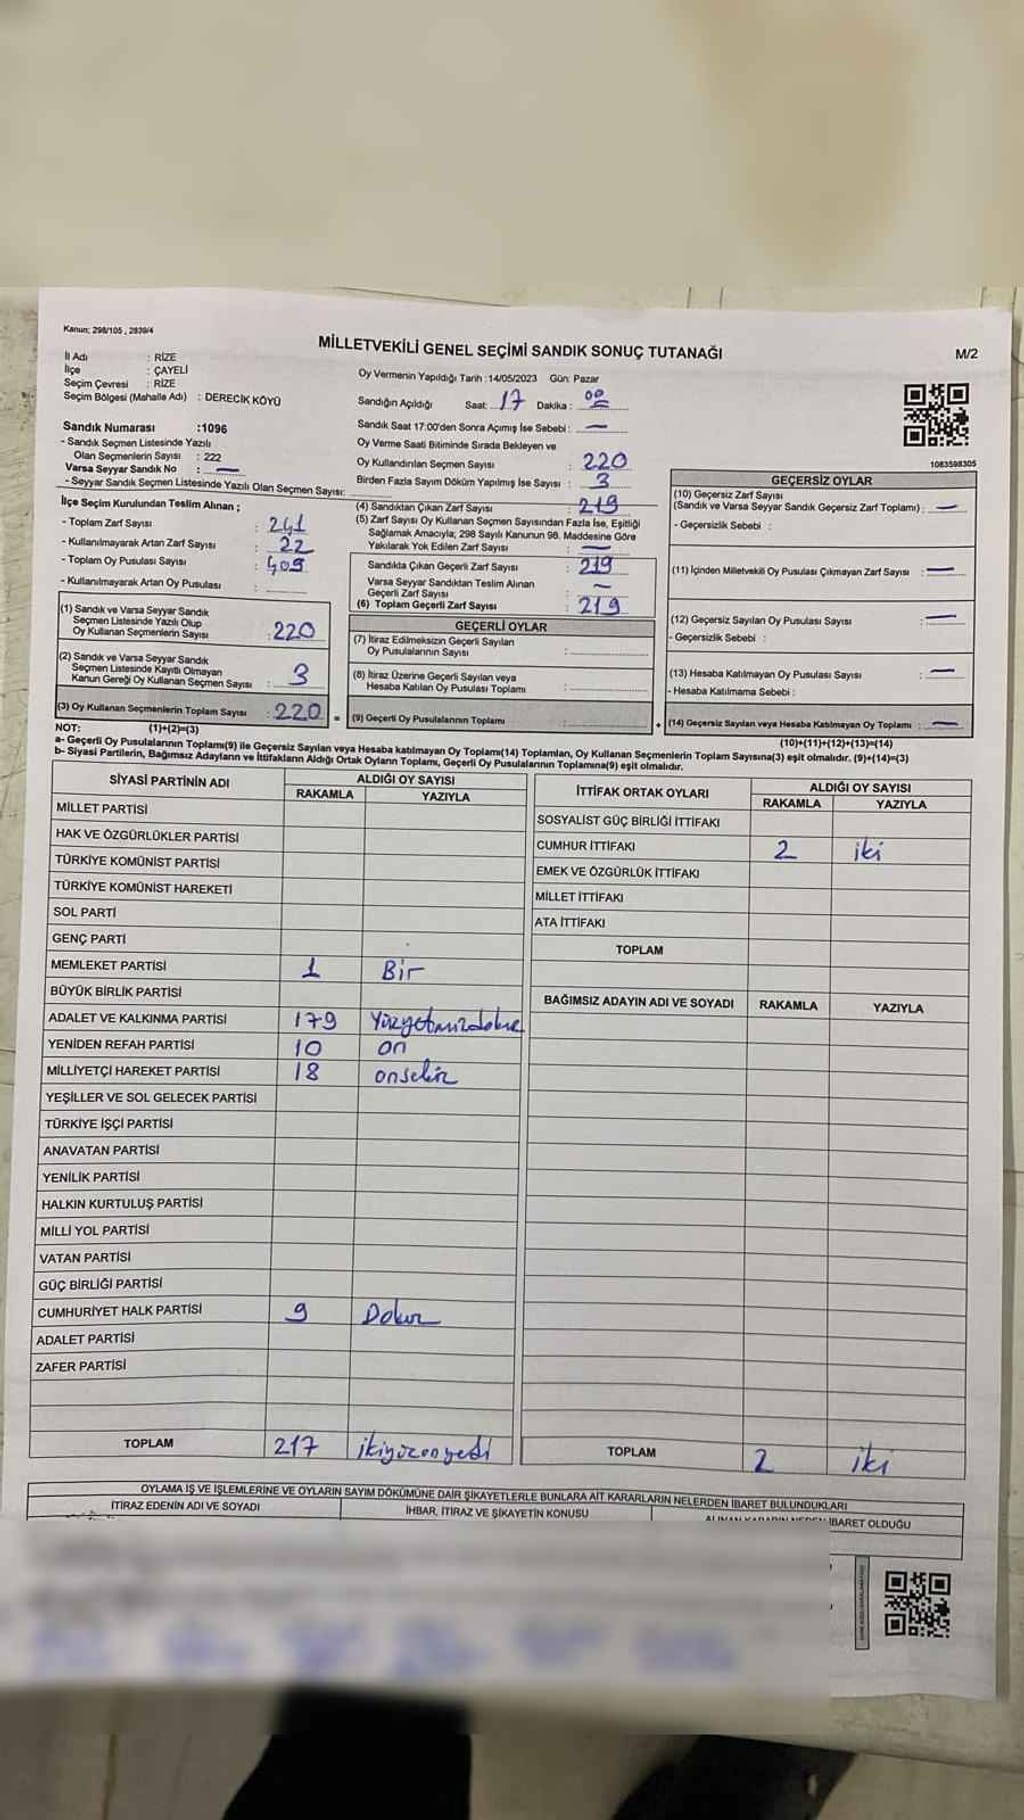 Kanun; 298/105 , 2839/4
MİLLETVEKİLİ GENEL SEÇİMİ SANDIK SONUÇ TUTANAĞI
M/2
İl Adı : RİZE
İlçe : ÇAYELİ
Seçim Çevresi : RİZE
Seçim Bölgesi (Mahalle Adı) : DERECİK KÖYÜ
Oy Vermenin Yapıldığı Tarih :14/05/2023 Gün: Pazar
Sandığın Açıldığı Saat: 17 Dakika : 00
Sandık Saat 17:00'den Sonra Açımış İse Sebebi : —
Oy Verme Saati Bitiminde Sırada Bekleyen ve
Oy Kullandırılan Seçmen Sayısı : 220
Birden Fazla Sayım Döküm Yapılmış İse Sayısı : 3
Sandık Numarası :1096
- Sandık Seçmen Listesinde Yazılı
Olan Seçmenlerin Sayısı : 222
Varsa Seyyar Sandık No : —
- Seyyar Sandık Seçmen Listesinde Yazılı Olan Seçmen Sayısı:
1083598305
İlçe Seçim Kurulundan Teslim Alınan ;
- Toplam Zarf Sayısı : 241
- Kullanılmayarak Artan Zarf Sayısı : 22
- Toplam Oy Pusulası Sayısı : 409
- Kullanılmayarak Artan Oy Pusulası :
(1) Sandık ve Varsa Seyyar Sandık
Seçmen Listesinde Yazılı Olup
Oy Kullanan Seçmenlerin Sayısı : 220
(2) Sandık ve Varsa Seyyar Sandık
Seçmen Listesinde Kayıtlı Olmayan
Kanun Gereği Oy Kullanan Seçmen Sayısı : 3
(3) Oy Kullanan Seçmenlerin Toplam Sayısı : 220 =
(4) Sandıktan Çıkan Zarf Sayısı : 219
(5) Zarf Sayısı Oy Kullanan Seçmen Sayısından Fazla İse, Eşitliği
Sağlamak Amacıyla; 298 Sayılı Kanunun 98. Maddesine Göre
Yakılarak Yok Edilen Zarf Sayısı : —
Sandıkta Çıkan Geçerli Zarf Sayısı : 219
Varsa Seyyar Sandıktan Teslim Alınan
Geçerli Zarf Sayısı : —
(6) Toplam Geçerli Zarf Sayısı : 219
GEÇERLİ OYLAR
(7) İtiraz Edilmeksizin Geçerli Sayılan
Oy Pusulalarının Sayısı :
(8) İtiraz Üzerine Geçerli Sayılan veya
Hesaba Katılan Oy Pusulası Toplamı :
(9) Geçerli Oy Pusulalarının Toplamı : +
GEÇERSİZ OYLAR
(10) Geçersiz Zarf Sayısı
(Sandık ve Varsa Seyyar Sandık Geçersiz Zarf Toplamı) : —
- Geçersizlik Sebebi :
(11) İçinden Milletvekili Oy Pusulası Çıkmayan Zarf Sayısı : —
(12) Geçersiz Sayılan Oy Pusulası Sayısı : —
- Geçersizlik Sebebi :
(13) Hesaba Katılmayan Oy Pusulası Sayısı : —
- Hesaba Katılmama Sebebi :
(14) Geçersiz Sayılan veya Hesaba Katılmayan Oy Toplamı : —
NOT: (1)+(2)=(3)
(10)+(11)+(12)+(13)=(14)
a- Geçerli Oy Pusulalarının Toplamı(9) ile Geçersiz Sayılan veya Hesaba katılmayan Oy Toplamı(14) Toplamları, Oy Kullanan Seçmenlerin Toplam Sayısına(3) eşit olmalıdır. (9)+(14)=(3)
b- Siyasi Partilerin, Bağımsız Adayların ve İttifakların Aldığı Ortak Oyların Toplamı, Geçerli Oy Pusulalarının Toplamına(9) eşit olmalıdır.
SİYASİ PARTİNİN ADI ALDIĞI OY SAYISI
RAKAMLA YAZIYLA
MİLLET PARTİSİ
HAK VE ÖZGÜRLÜKLER PARTİSİ
TÜRKİYE KOMÜNİST PARTİSİ
TÜRKİYE KOMÜNİST HAREKETİ
SOL PARTİ
GENÇ PARTİ
MEMLEKET PARTİSİ 1 Bir
BÜYÜK BİRLİK PARTİSİ
ADALET VE KALKINMA PARTİSİ 179 Yüzyetmişdokuz
YENİDEN REFAH PARTİSİ 10 on
MİLLİYETÇİ HAREKET PARTİSİ 18 onsekiz
YEŞİLLER VE SOL GELECEK PARTİSİ
TÜRKİYE İŞÇİ PARTİSİ
ANAVATAN PARTİSİ
YENİLİK PARTİSİ
HALKIN KURTULUŞ PARTİSİ
MİLLİ YOL PARTİSİ
VATAN PARTİSİ
GÜÇ BİRLİĞİ PARTİSİ
CUMHURİYET HALK PARTİSİ 9 Dokuz
ADALET PARTİSİ
ZAFER PARTİSİ
TOPLAM 217 ikiyüzonyedi
İTTİFAK ORTAK OYLARI ALDIĞI OY SAYISI
RAKAMLA YAZIYLA
SOSYALİST GÜÇ BİRLİĞİ İTTİFAKI
CUMHUR İTTİFAKI 2 iki
EMEK VE ÖZGÜRLÜK İTTİFAKI
MİLLET İTTİFAKI
ATA İTTİFAKI
TOPLAM
BAĞIMSIZ ADAYIN ADI VE SOYADI RAKAMLA YAZIYLA
TOPLAM 2 iki
OYLAMA İŞ VE İŞLEMLERİNE VE OYLARIN SAYIM DÖKÜMÜNE DAİR ŞİKAYETLERLE BUNLARA AİT KARARLARIN NELERDEN İBARET BULUNDUKLARI
İTİRAZ EDENİN ADI VE SOYADI İHBAR, İTİRAZ VE ŞİKAYETİN KONUSU ALINAN KARARIN NEDEN İBARET OLDUĞU